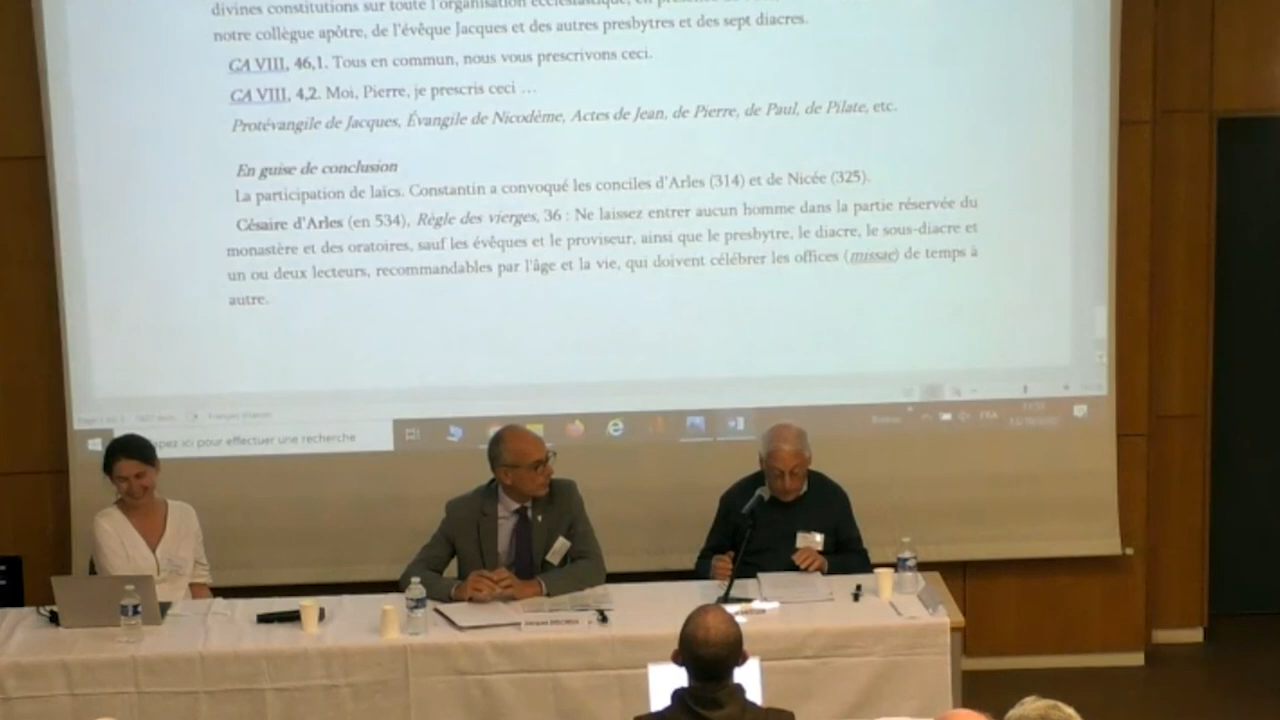 divines constitutions sur toute l'organisation ecclésiastique, en présence de
notre collègue apôtre, de l'évêque Jacques et des autres presbytres et des sept diacres.
CA VIII, 46,1. Tous en commun, nous vous prescrivons ceci.
CA VIII, 4,2. Moi, Pierre, je prescris ceci …
Protévangile de Jacques, Évangile de Nicodème, Actes de Jean, de Pierre, de Paul, de Pilate, etc.
En guise de conclusion
La participation de laïcs. Constantin a convoqué les conciles d'Arles (314) et de Nicée (325).
Césaire d'Arles (en 534), Règle des vierges, 36 : Ne laissez entrer aucun homme dans la partie réservée du
monastère et des oratoires, sauf les évêques et le proviseur, ainsi que le presbytre, le diacre, le sous-diacre et
un ou deux lecteurs, recommandables par l'âge et la vie, qui doivent célébrer les offices (missae) de temps à
autre.
apez ici pour effectuer une recherche
FRA